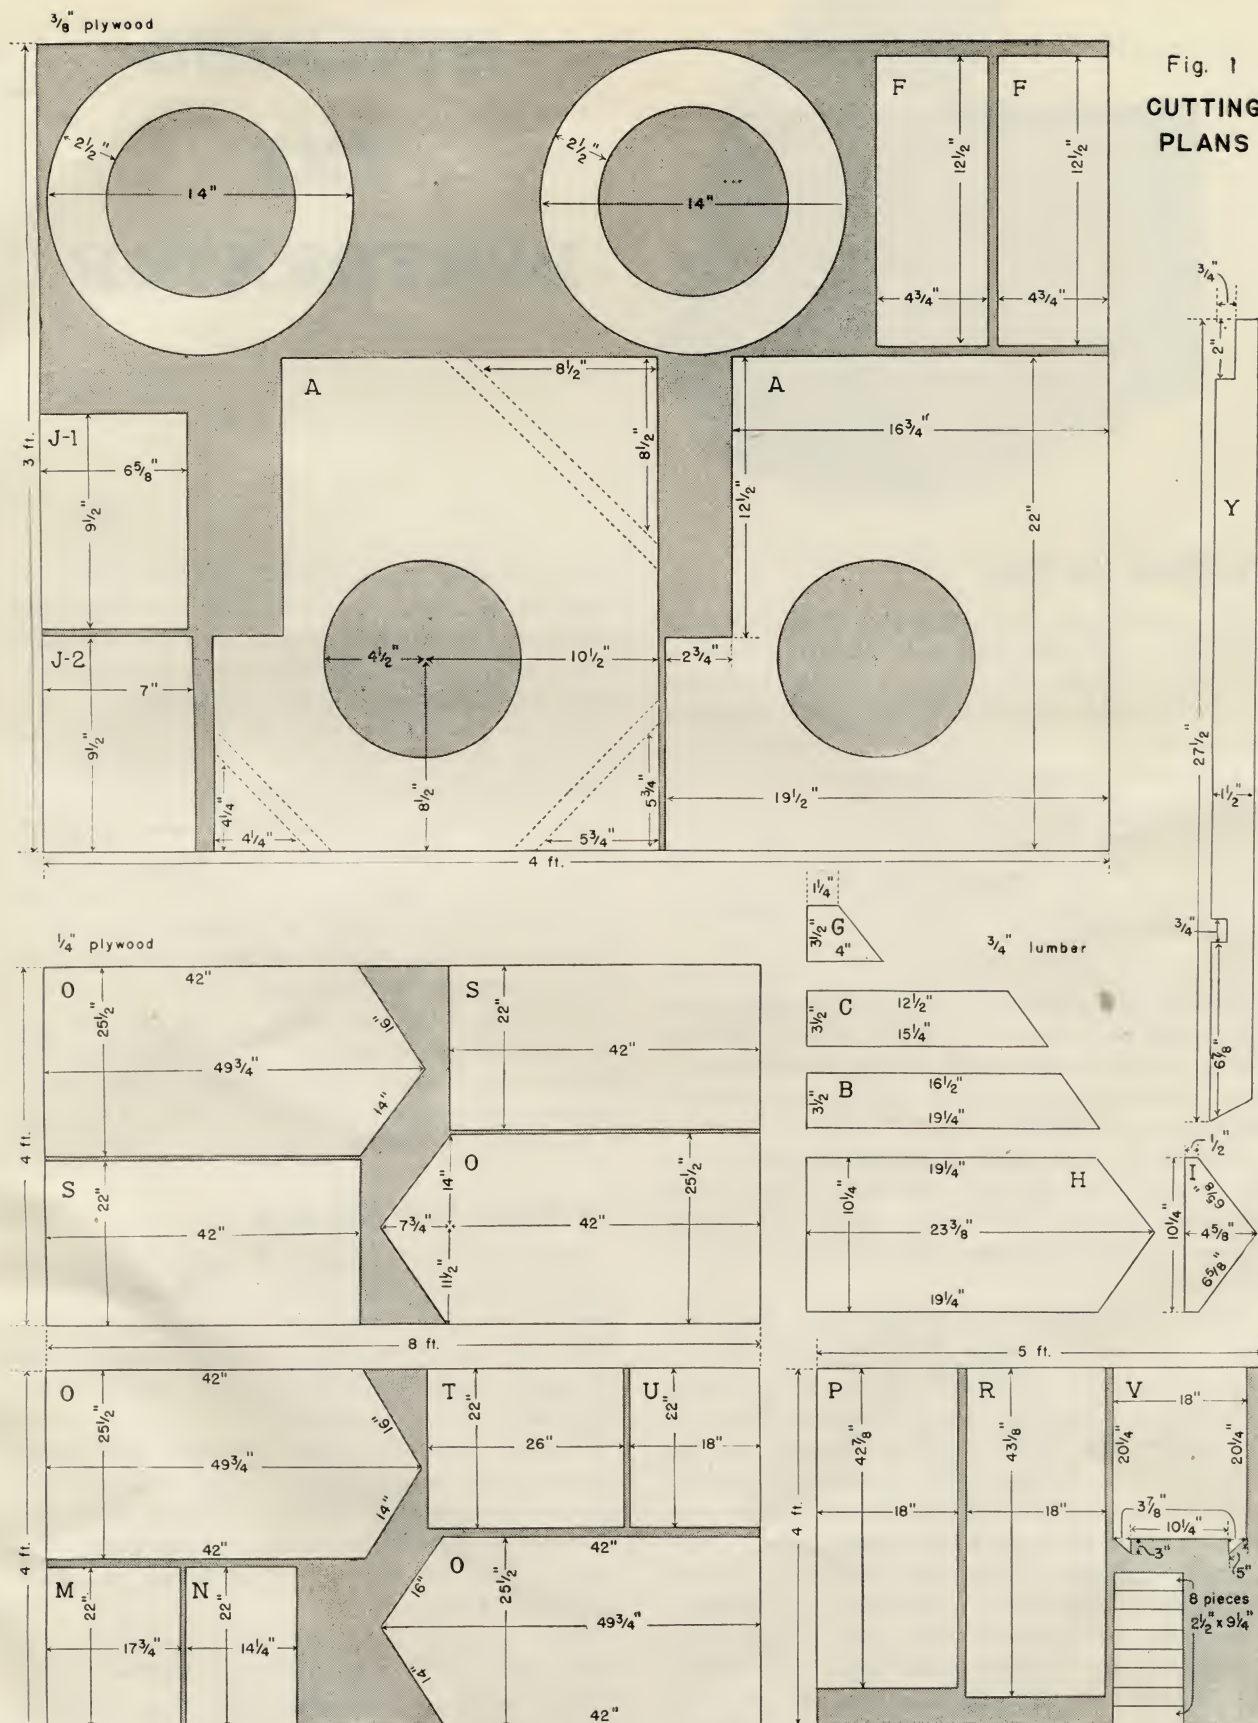 3/8" plywood
Fig. 1
CUTTING
PLANS
2 1/2"
14"
2 1/2"
14"
F
12 1/2"
4 3/4"
F
12 1/2"
4 3/4"
3 ft.
J-1
6 5/8"
9 1/2"
J-2
7"
9 1/2"
A
8 1/2"
8 1/2"
4 1/2"
10 1/2"
8 1/2"
4 1/4"
4 1/4"
5 3/4"
5 3/4"
A
16 3/4"
12 1/2"
22"
2 3/4"
19 1/2"
4 ft.
3/4"
2"
Y
27 1/2"
1 1/2"
3/4"
6 7/8"
1/4" plywood
O
42"
25 1/2"
16"
49 3/4"
14"
S
22"
42"
4 ft.
S
22"
42"
O
14"
25 1/2"
7 3/4"
42"
11 1/2"
8 ft.
1 1/4"
3 1/2"
G
4"
3/4" lumber
C
12 1/2"
3 1/2"
15 1/4"
B
16 1/2"
3 1/2"
19 1/4"
H
19 1/4"
10 1/4"
23 3/8"
19 1/4"
1/2"
I
6 5/8"
10 1/4"
4 5/8"
6 5/8"
4 ft.
O
42"
25 1/2"
16"
49 3/4"
14"
42"
T
22"
26"
U
22"
18"
M
22"
17 3/4"
N
22"
14 1/4"
O
42"
16"
25 1/2"
49 3/4"
14"
42"
5 ft.
4 ft.
P
42 7/8"
18"
R
43 1/8"
18"
V
18"
20 1/4"
20 1/4"
3 7/8"
10 1/4"
3"
5"
8 pieces
2 1/2" x 9 1/4"